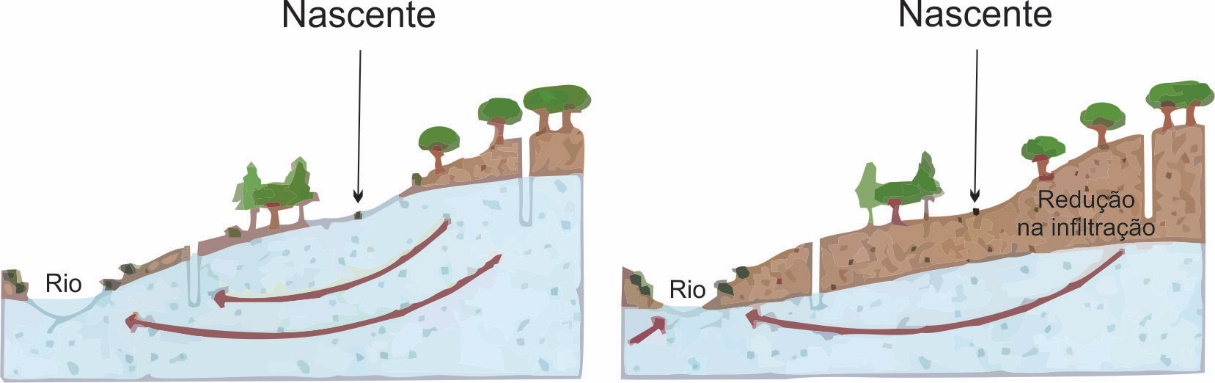 Nascente
Rio
Nascente
Redução
na infiltração
Rio